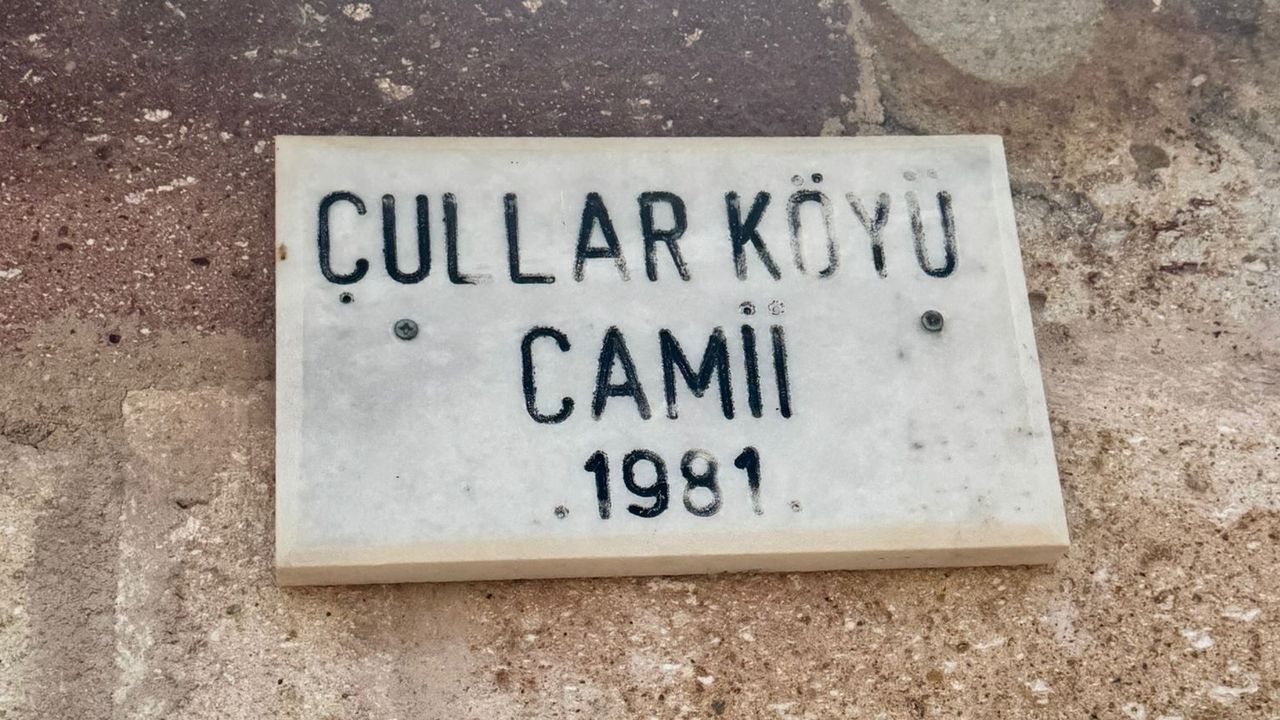 ÇULLAR KÖYÜ
CAMİİ
.1981.